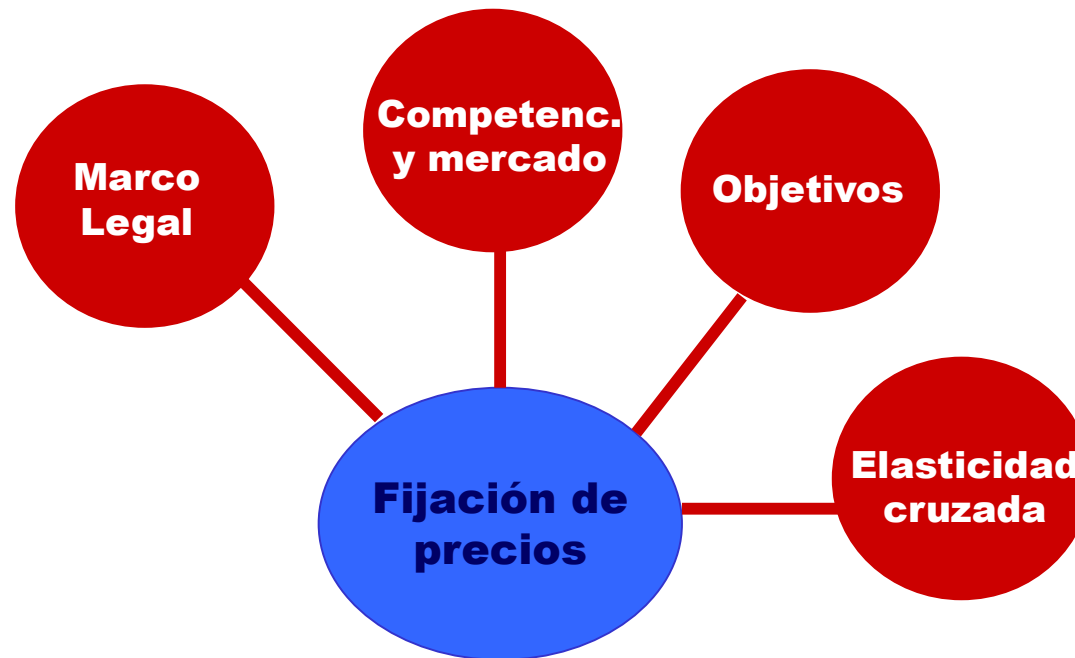 Marco
Legal
Competenc.
y mercado
Objetivos
Elasticidad
cruzada
Fijación de
precios